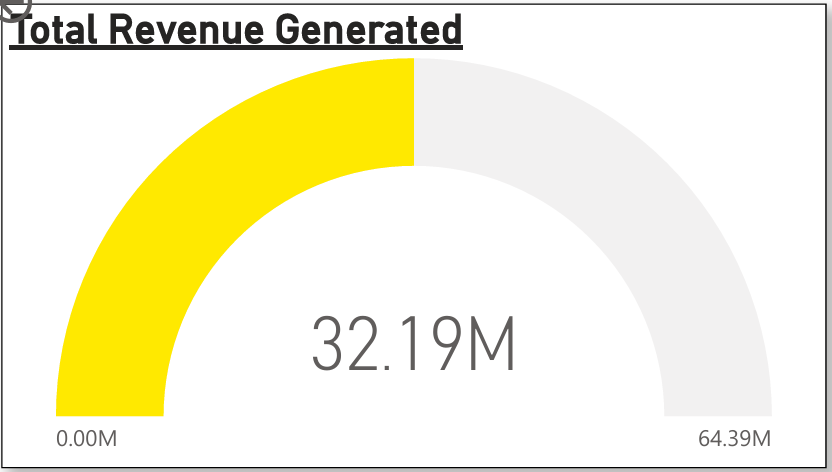 Total Revenue Generated
32.19M
0.00M
64.39M